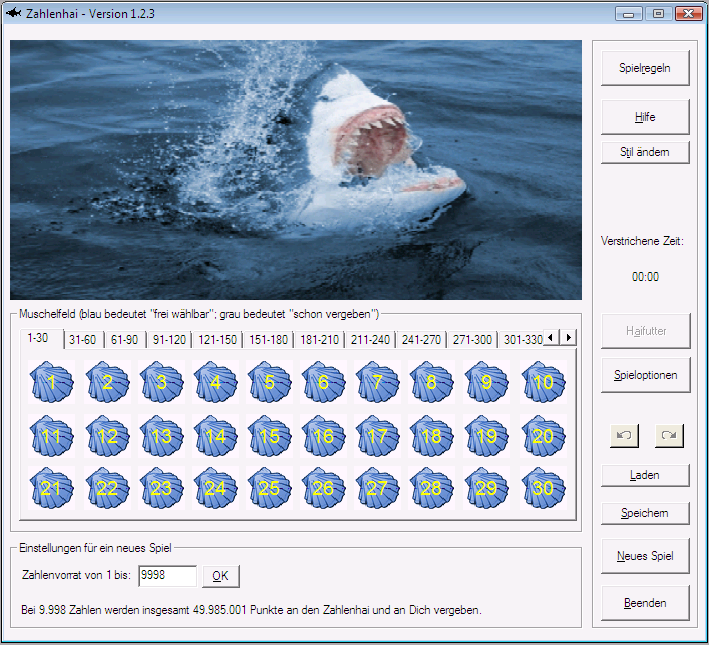 Zahlenhai - Version 1.2.3
Spielregeln
Hilfe
Stil ändern
Verstrichene Zeit:
00:00
Haifutter
Spieloptionen
Laden
Speichern
Neues Spiel
Beenden
Muschelfeld (blau bedeutet "frei wählbar"; grau bedeutet "schon vergeben")
1-30 31-60 61-90 91-120 121-150 151-180 181-210 211-240 241-270 271-300 301-330
1 2 3 4 5 6 7 8 9 10
11 12 13 14 15 16 17 18 19 20
21 22 23 24 25 26 27 28 29 30
Einstellungen für ein neues Spiel
Zahlenvorrat von 1 bis: 9998 OK
Bei 9.998 Zahlen werden insgesamt 49.985.001 Punkte an den Zahlenhai und an Dich vergeben.